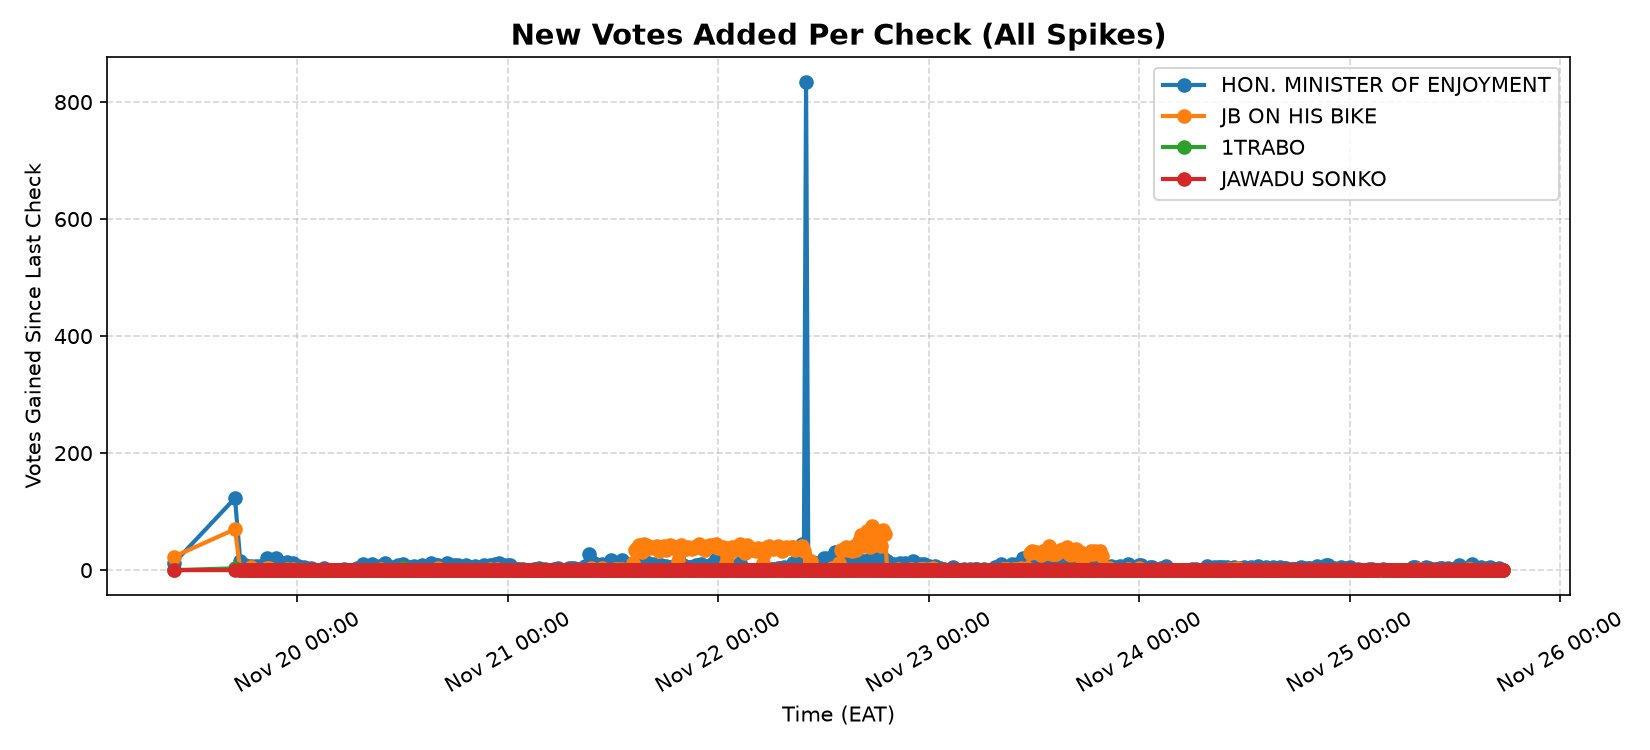 New Votes Added Per Check (All Spikes)
HON. MINISTER OF ENJOYMENT
JB ON HIS BIKE
1TRABO
JAWADU SONKO
Votes Gained Since Last Check
800
600
400
200
0
Nov 20 00:00
Nov 21 00:00
Nov 22 00:00
Nov 23 00:00
Nov 24 00:00
Nov 25 00:00
Nov 26 00:00
Time (EAT)